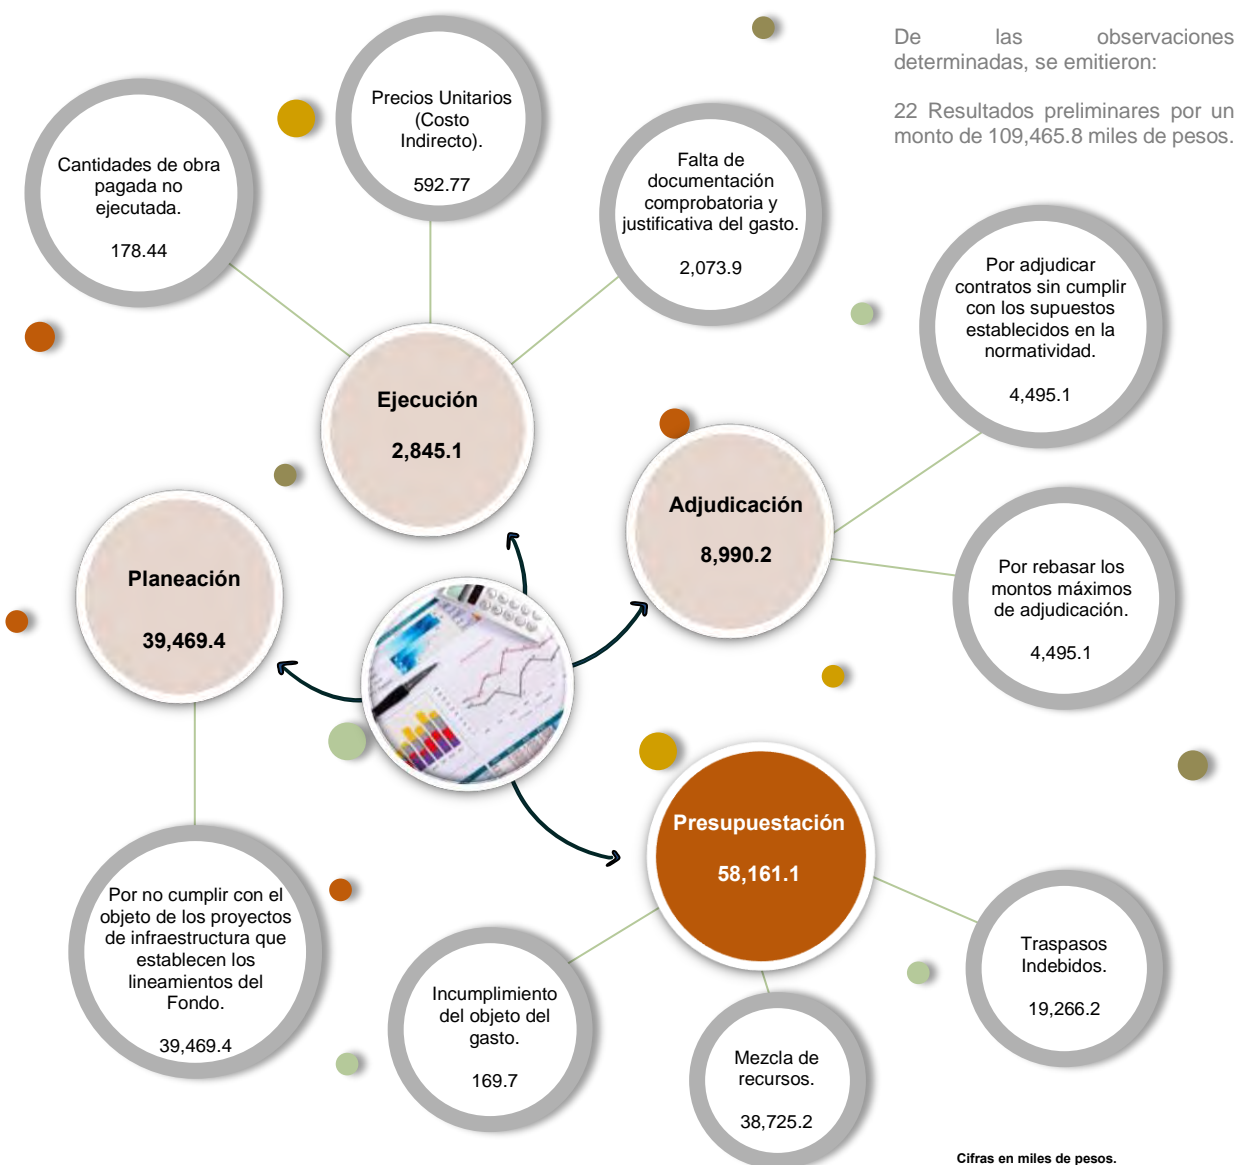 De las observaciones
determinadas, se emitieron:
22 Resultados preliminares por un
monto de 109,465.8 miles de pesos.
Precios Unitarios
(Costo
Indirecto).
592.77
Cantidades de obra
pagada no
ejecutada.
178.44
Falta de
documentación
comprobatoria y
justificativa del gasto.
2,073.9
Por adjudicar
contratos sin cumplir
con los supuestos
establecidos en la
normatividad.
4,495.1
Ejecución
2,845.1
Adjudicación
8,990.2
Por rebasar los
montos máximos
de adjudicación.
4,495.1
Planeación
39,469.4
Presupuestación
58,161.1
Por no cumplir con el
objeto de los proyectos
de infraestructura que
establecen los
lineamientos del
Fondo.
39,469.4
Incumplimiento
del objeto del
gasto.
169.7
Mezcla de
recursos.
38,725.2
Traspasos
Indebidos.
19,266.2
Cifras en miles de pesos.